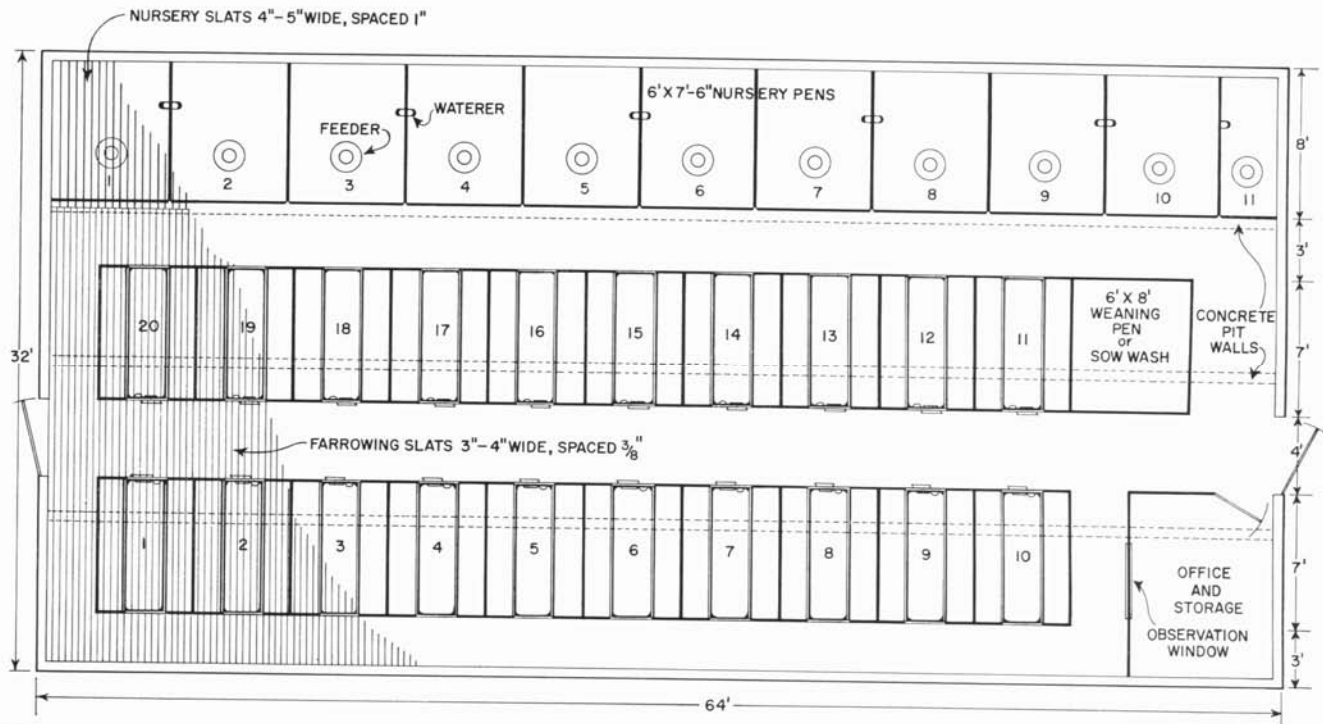 NURSERY SLATS 4"-5" WIDE, SPACED 1"
6' X 7'-6" NURSERY PENS
WATERER
FEEDER
1
2
3
4
5
6
7
8
9
10
11
8'
3'
20
19
18
17
16
15
14
13
12
11
6' X 8'
WEANING
PEN
or
SOW WASH
CONCRETE
PIT
WALLS
7'
32'
FARROWING SLATS 3"-4" WIDE, SPACED 3/8"
4'
1
2
3
4
5
6
7
8
9
10
OFFICE
AND
STORAGE
OBSERVATION
WINDOW
7'
3'
64'